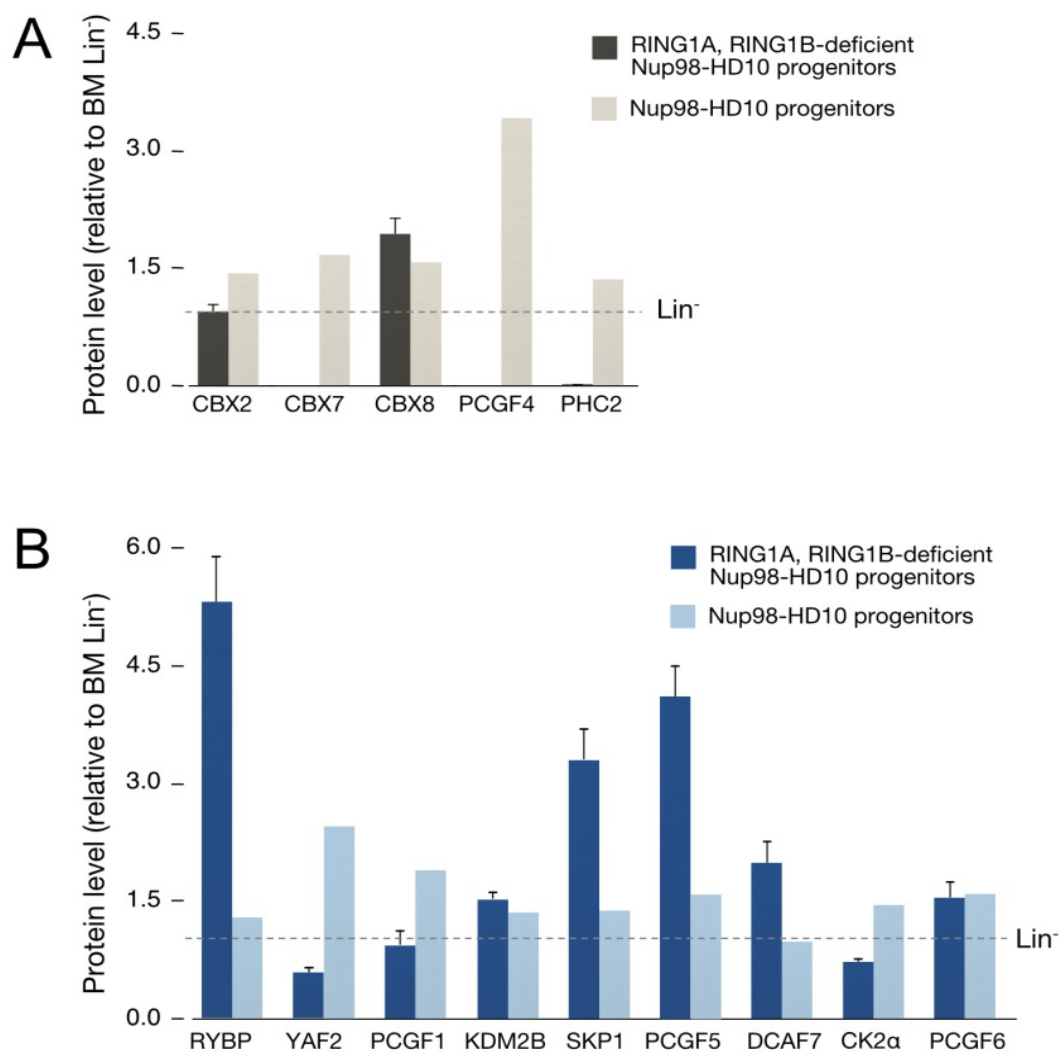 A
Protein level (relative to BM Lin⁻)
4.5
3.0
1.5
0.0
RING1A, RING1B-deficient
Nup98-HD10 progenitors
Nup98-HD10 progenitors
Lin⁻
CBX2 CBX7 CBX8 PCGF4 PHC2
B
Protein level (relative to BM Lin⁻)
6.0
4.5
3.0
1.5
0.0
RING1A, RING1B-deficient
Nup98-HD10 progenitors
Nup98-HD10 progenitors
Lin⁻
RYBP YAF2 PCGF1 KDM2B SKP1 PCGF5 DCAF7 CK2α PCGF6